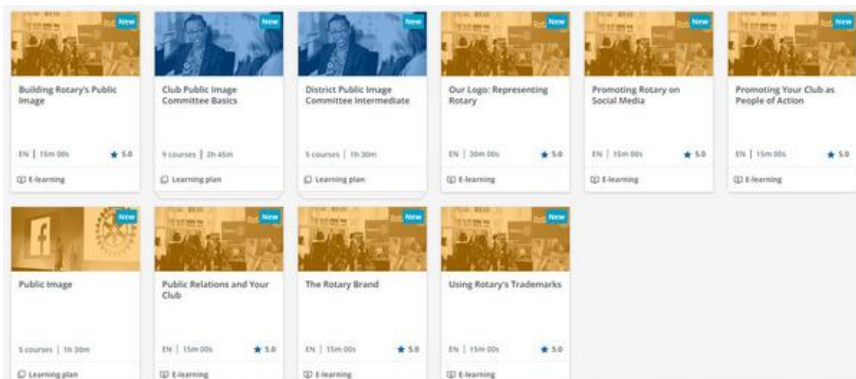 New
New
New
New
New
New
Building Rotary's Public
Image
EN | 15m 00s ★ 5.0
E-learning
Club Public Image
Committee Basics
9 courses | 2h 45m
Learning plan
District Public Image
Committee Intermediate
5 courses | 1h 30m
Learning plan
Our Logo: Representing
Rotary
EN | 30m 00s ★ 5.0
E-learning
Promoting Rotary on
Social Media
EN | 15m 00s ★ 5.0
E-learning
Promoting Your Club as
People of Action
EN | 15m 00s ★ 5.0
E-learning
New
New
New
New
Public Image
5 courses | 1h 30m
Learning plan
Public Relations and Your
Club
EN | 15m 00s ★ 5.0
E-learning
The Rotary Brand
EN | 15m 00s ★ 5.0
E-learning
Using Rotary's Trademarks
EN | 15m 00s ★ 5.0
E-learning